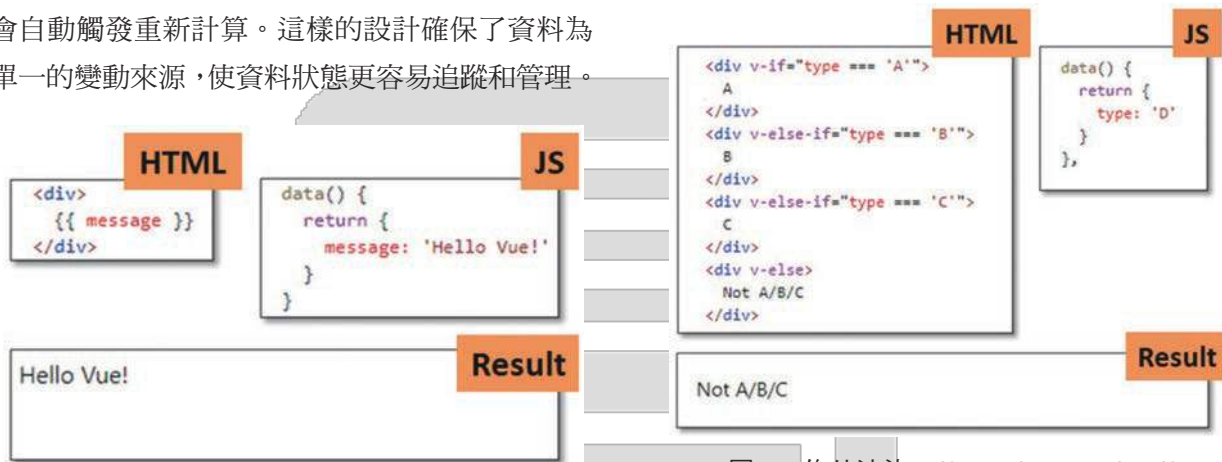 會自動觸發重新計算。這樣的設計確保了資料為
單一的變動來源，使資料狀態更容易追蹤和管理。
HTML
<div>
{{ message }}
</div>
JS
data() {
return {
message: 'Hello Vue!'
}
}
Result
Hello Vue!
HTML
<div v-if="type === 'A'">
A
</div>
<div v-else-if="type === 'B'">
B
</div>
<div v-else-if="type === 'C'">
C
</div>
<div v-else>
Not A/B/C
</div>
JS
data() {
return {
type: 'D'
}
},
Result
Not A/B/C